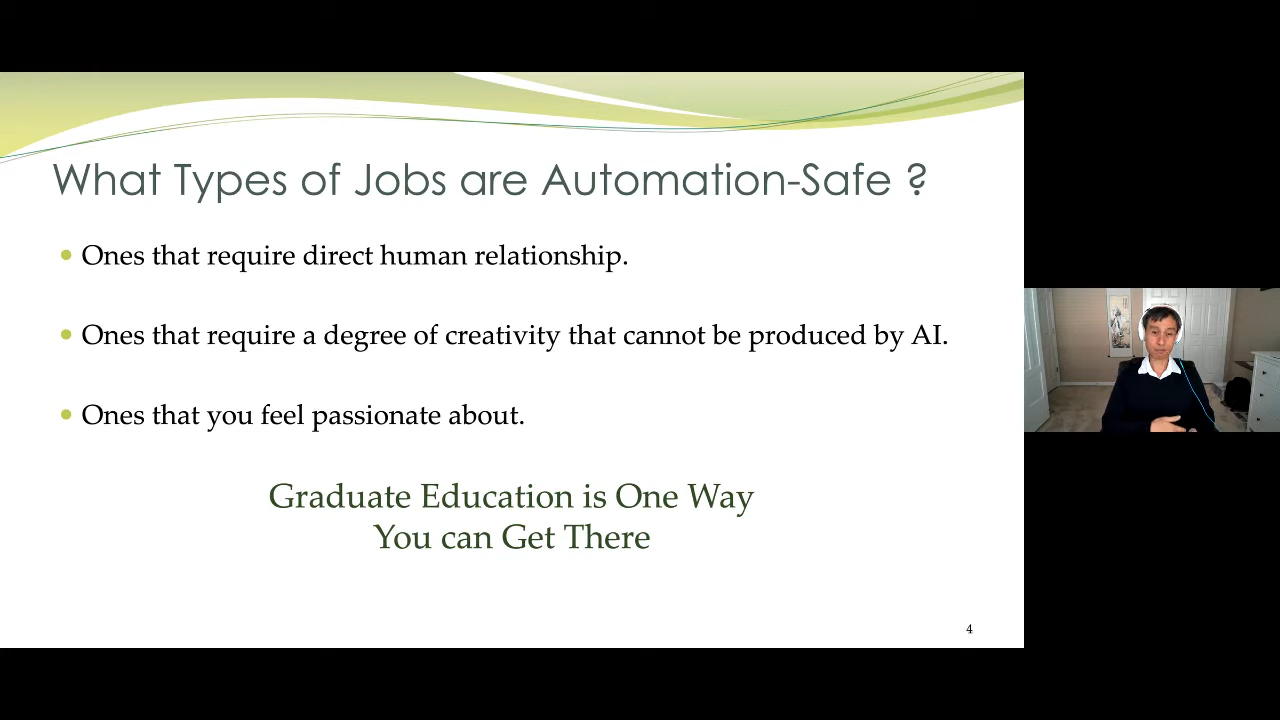 What Types of Jobs are Automation-Safe ?
Ones that require direct human relationship.
Ones that require a degree of creativity that cannot be produced by AI.
Ones that you feel passionate about.
Graduate Education is One Way
You can Get There
4